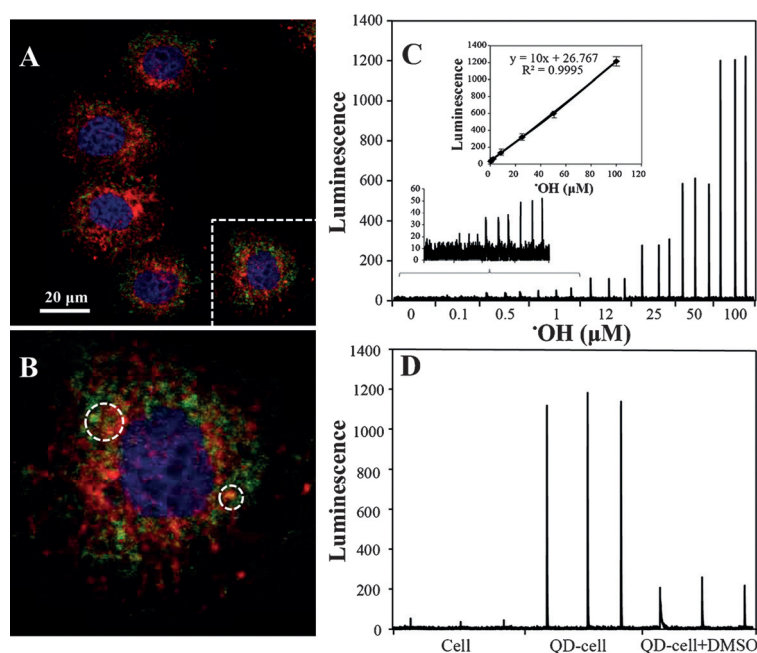 A
20 μm
B
C
Luminescence
1400
1200
1000
800
600
400
200
0
y = 10x + 26.767
R² = 0.9995
Luminescence
1400
1200
1000
800
600
400
200
0
0 20 40 60 80 100
•OH (μM)
60
50
40
30
20
10
0
0 0.1 0.5 1 12 25 50 100
•OH (μM)
D
Luminescence
1400
1200
1000
800
600
400
200
0
Cell QD-cell QD-cell+DMSO